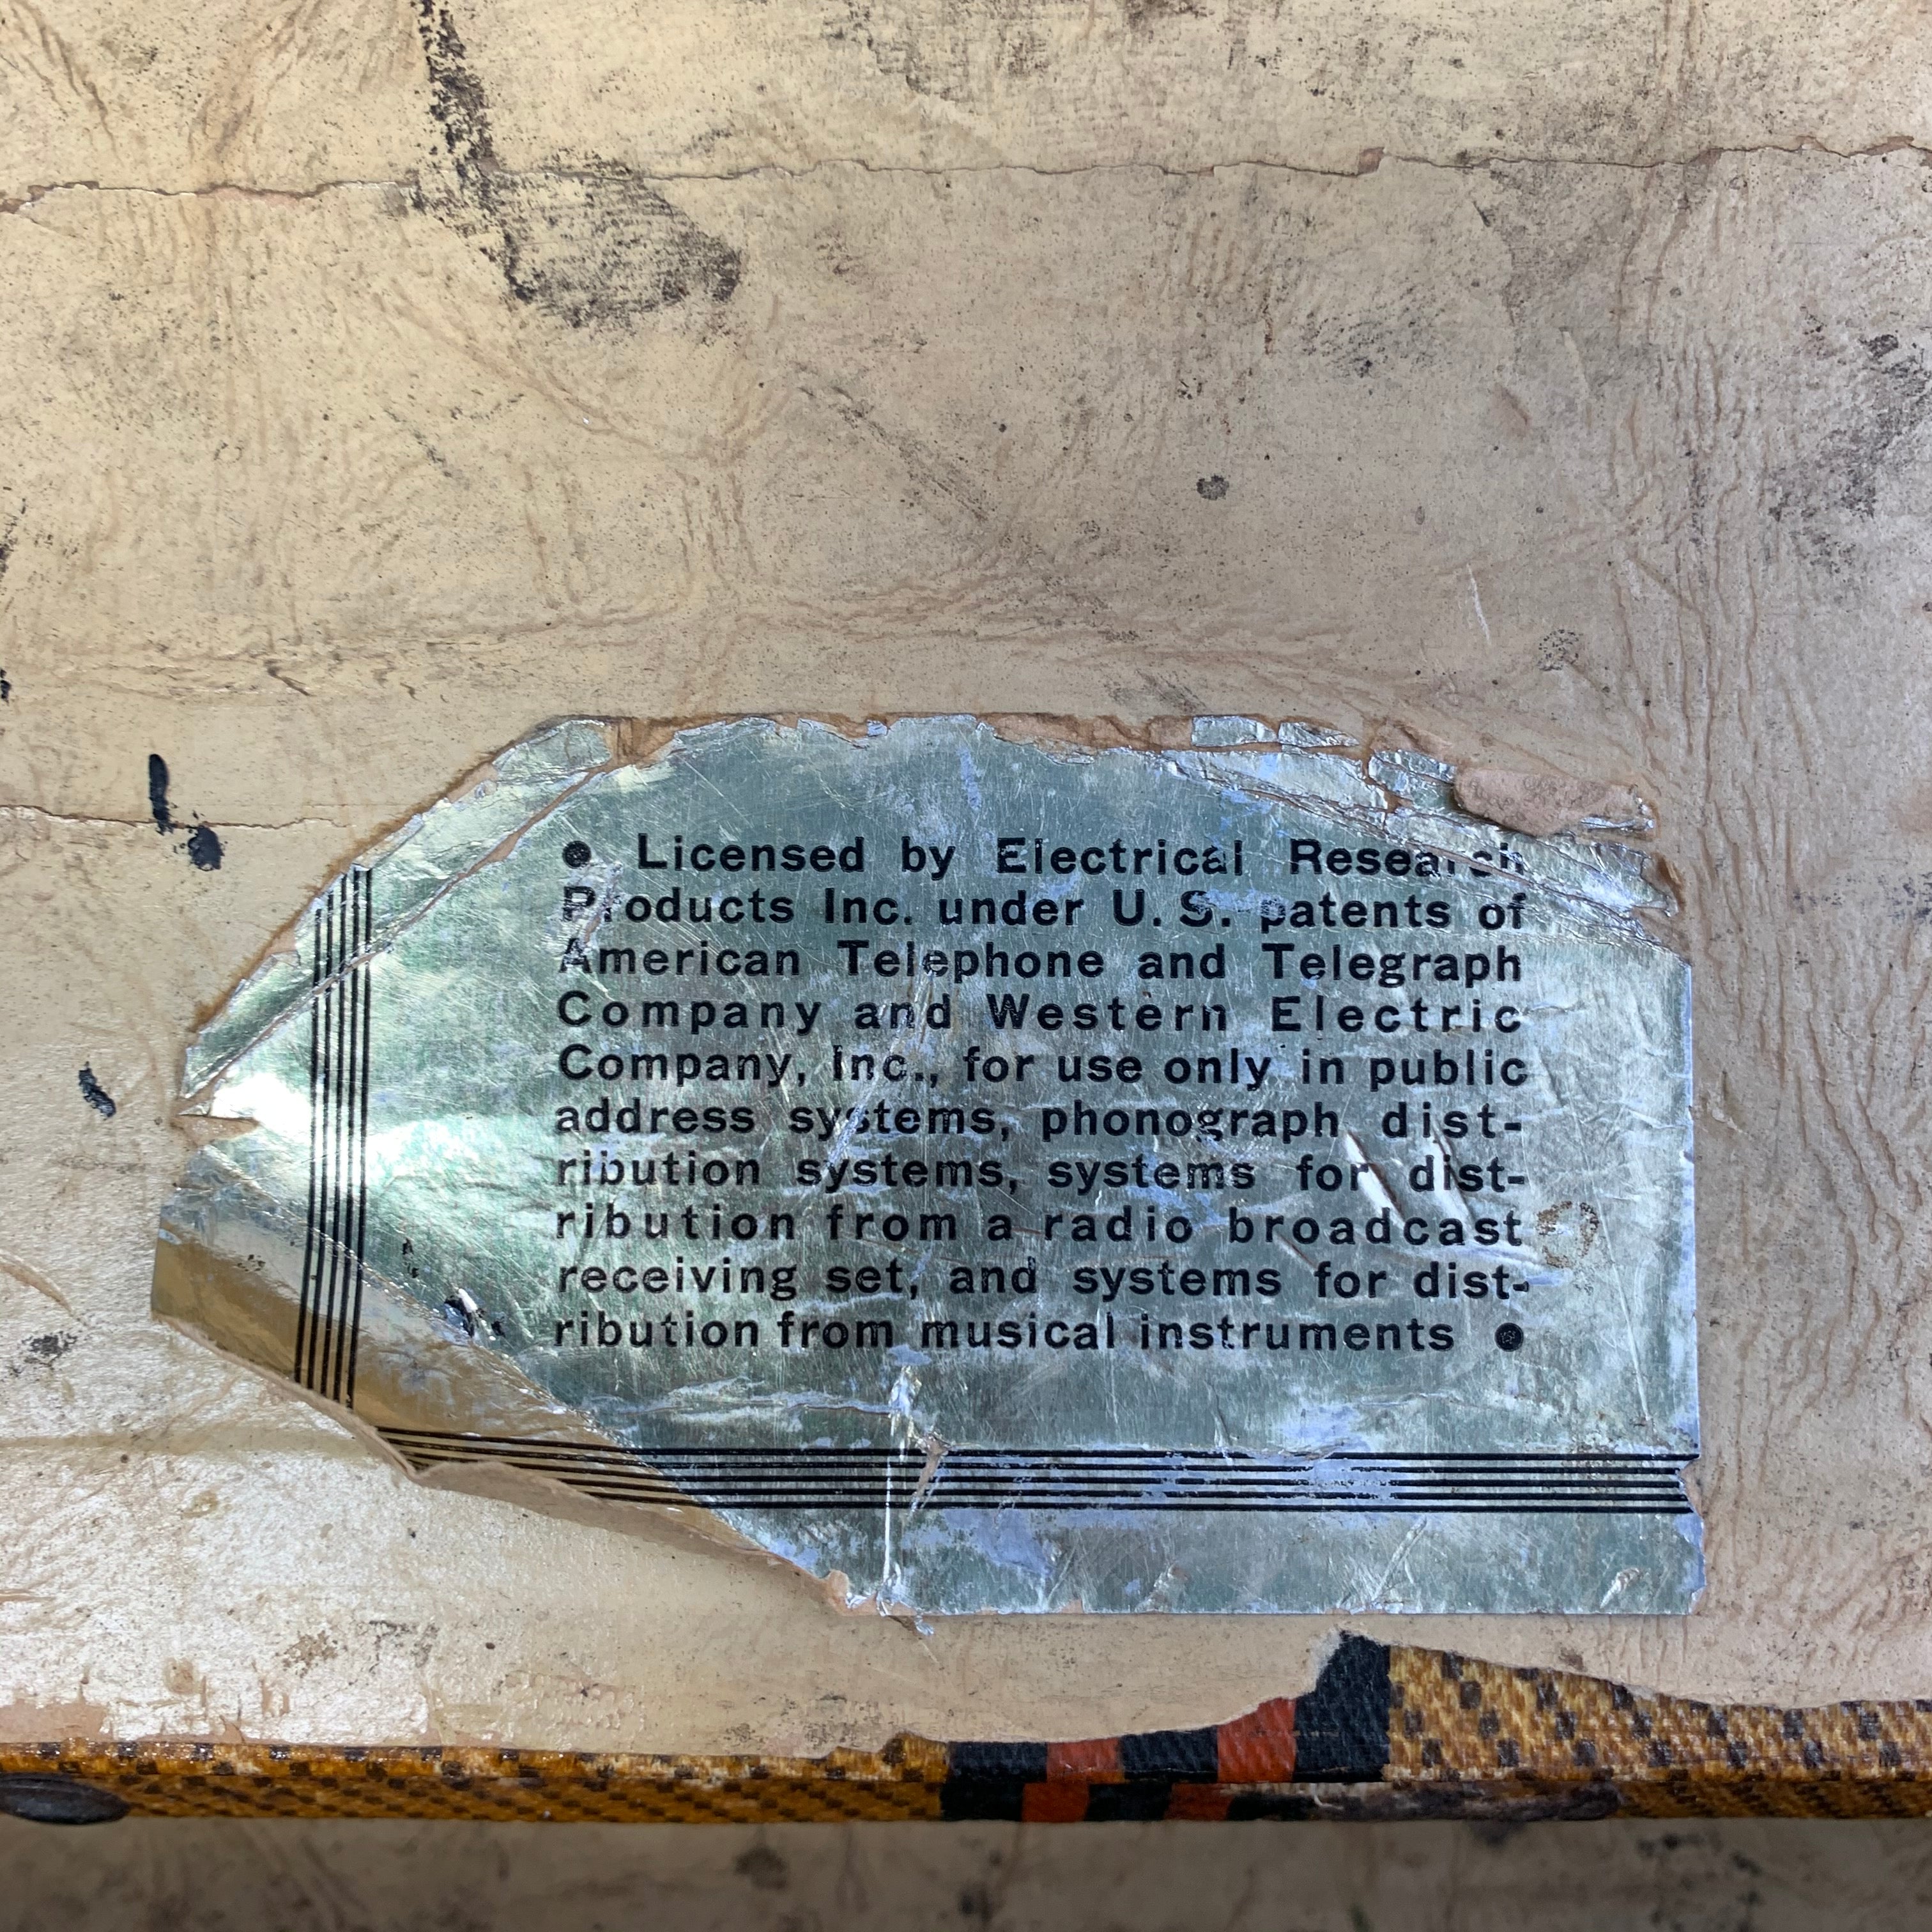 ● Licensed by Electrical Research
Products Inc. under U. S. patents of
American Telephone and Telegraph
Company and Western Electric
Company, Inc., for use only in public
address systems, phonograph dist-
ribution systems, systems for dist-
ribution from a radio broadcast
receiving set, and systems for dist-
ribution from musical instruments ●